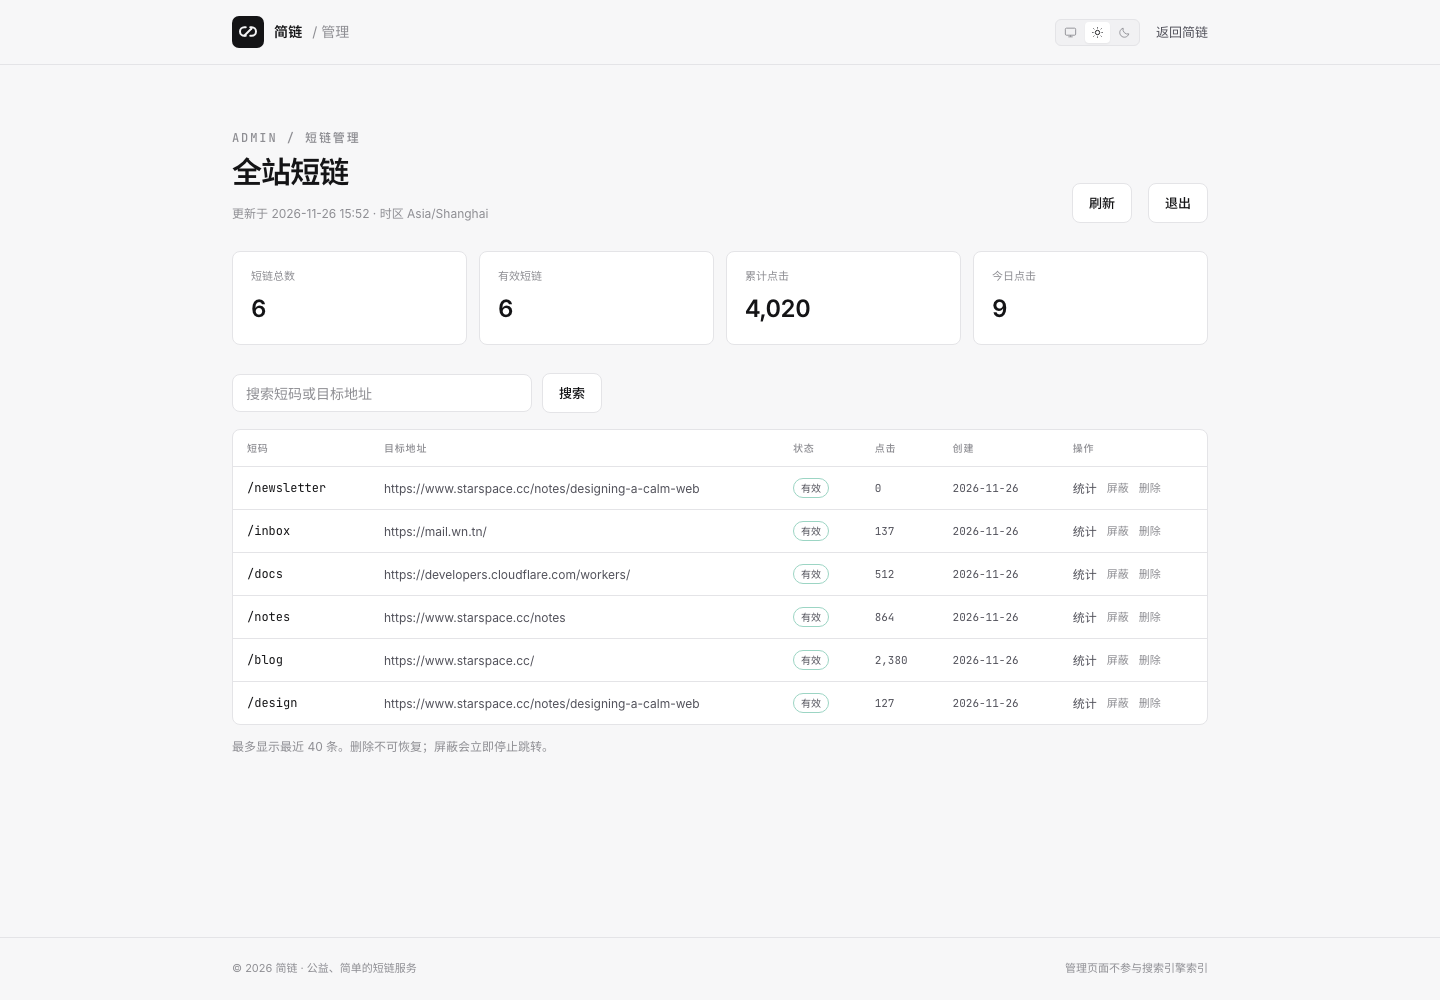 简链 / 管理
返回简链
ADMIN / 短链管理
全站短链
更新于 2026-11-26 15:52 · 时区 Asia/Shanghai
刷新 退出
短链总数 有效短链 累计点击 今日点击
6 6 4,020 9
搜索短码或目标地址 搜索
短码 目标地址 状态 点击 创建 操作
/newsletter https://www.starspace.cc/notes/designing-a-calm-web 有效 0 2026-11-26 统计 屏蔽 删除
/inbox https://mail.wn.tn/ 有效 137 2026-11-26 统计 屏蔽 删除
/docs https://developers.cloudflare.com/workers/ 有效 512 2026-11-26 统计 屏蔽 删除
/notes https://www.starspace.cc/notes 有效 864 2026-11-26 统计 屏蔽 删除
/blog https://www.starspace.cc/ 有效 2,380 2026-11-26 统计 屏蔽 删除
/design https://www.starspace.cc/notes/designing-a-calm-web 有效 127 2026-11-26 统计 屏蔽 删除
最多显示最近 40 条。删除不可恢复；屏蔽会立即停止跳转。
© 2026 简链 · 公益、简单的短链服务
管理页面不参与搜索引擎索引